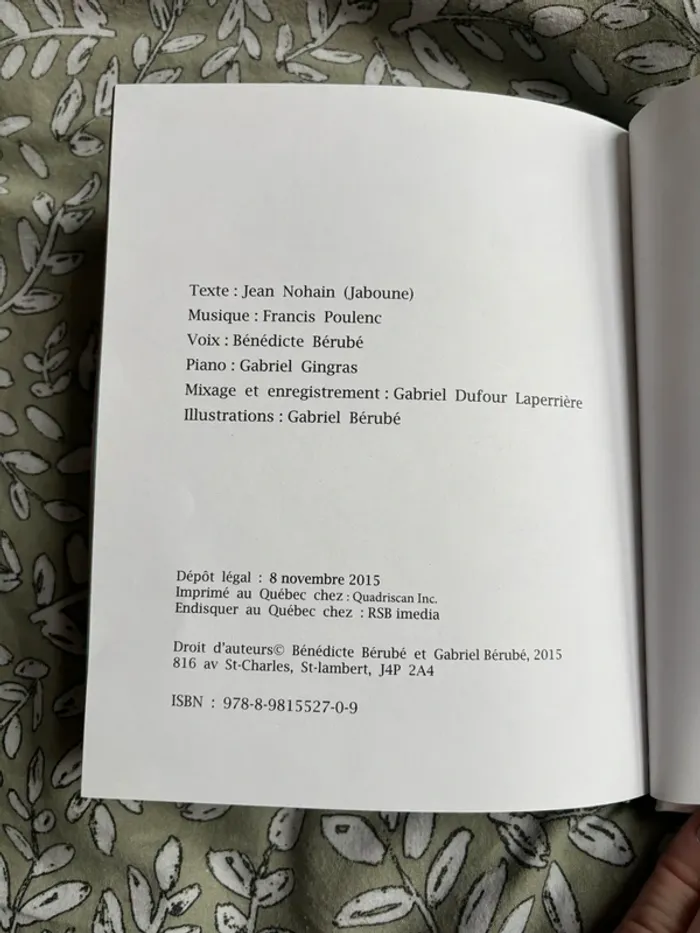 Texte : Jean Nohain (Jaboune)
Musique : Francis Poulenc
Voix : Bénédicte Bérubé
Piano : Gabriel Gingras
Mixage et enregistrement : Gabriel Dufour Laperrière
Illustrations : Gabriel Bérubé
Dépôt légal : 8 novembre 2015
Imprimé au Québec chez : Quadriscan Inc.
Endisquer au Québec chez : RSB imedia
Droit d'auteurs© Bénédicte Bérubé et Gabriel Bérubé, 2015
816 av St-Charles, St-lambert, J4P 2A4
ISBN : 978-8-9815527-0-9